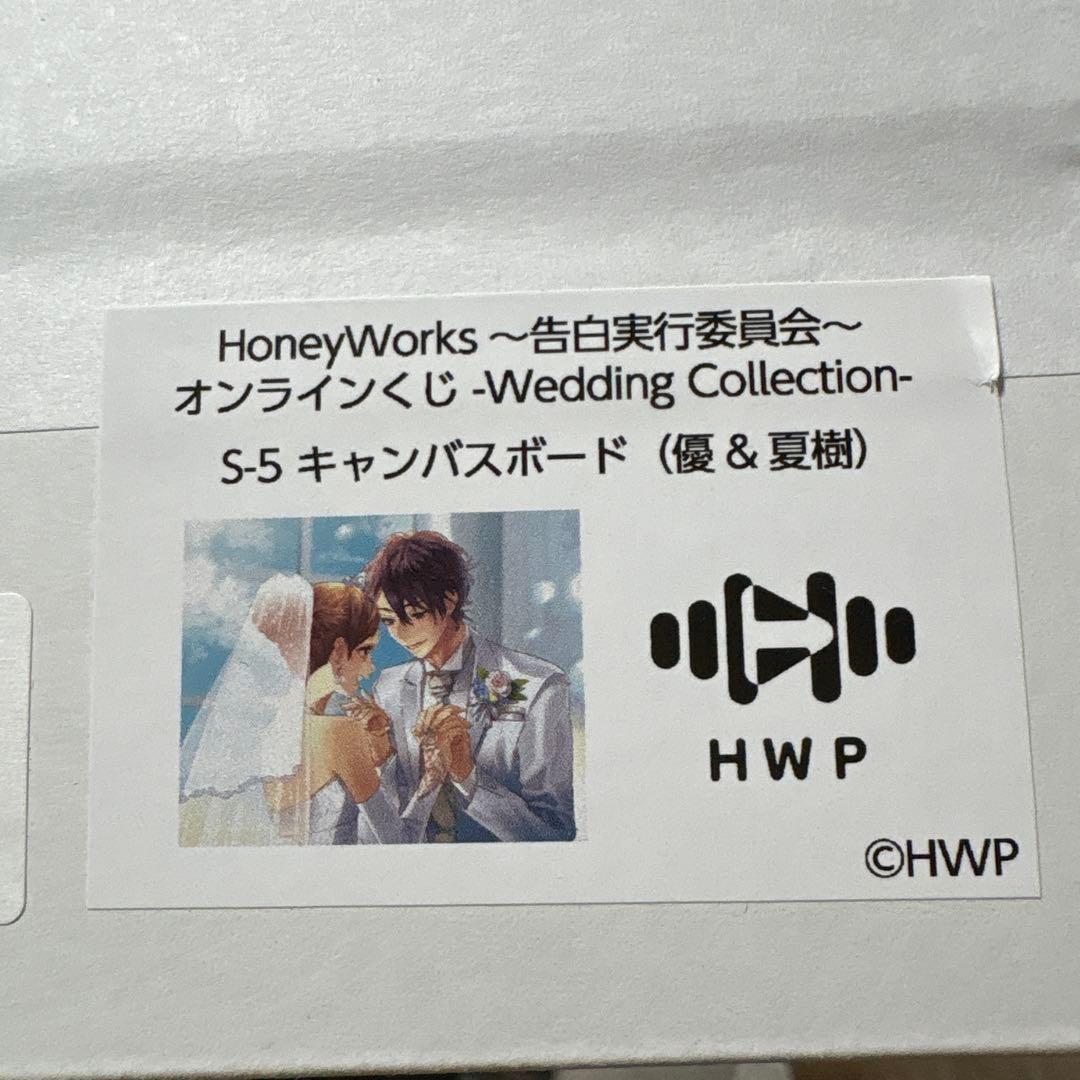 HoneyWorks ～告白実行委員会～
オンラインくじ -Wedding Collection-
S-5 キャンバスボード（優 & 夏樹）
HWP
©HWP